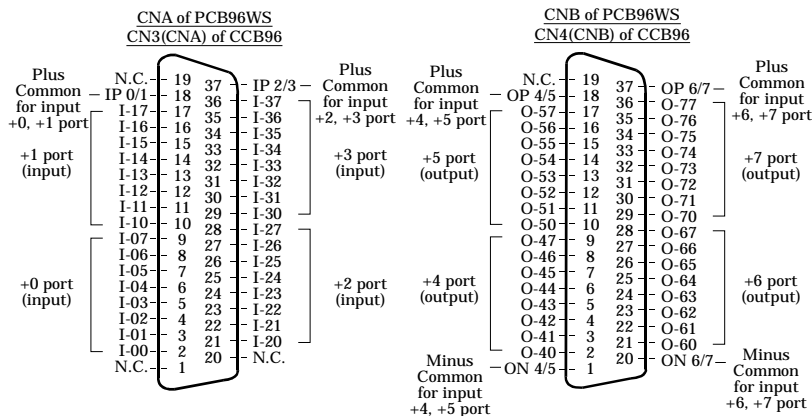 CNA of PCB96WS
CN3(CNA) of CCB96
Plus
Common
for input
+0, +1 port
+1 port
(input)
+0 port
(input)
N.C. 19
IP 0/1 18
I-17 17
I-16 16
I-15 15
I-14 14
I-13 13
I-12 12
I-11 11
I-10 10
I-07 9
I-06 8
I-05 7
I-04 6
I-03 5
I-02 4
I-01 3
I-00 2
N.C. 1
37 IP 2/3
36 I-37
35 I-36
34 I-35
33 I-34
32 I-33
31 I-32
30 I-31
29 I-30
28 I-27
27 I-26
26 I-25
25 I-24
24 I-23
23 I-22
22 I-21
21 I-20
20 N.C.
Plus
Common
for input
+2, +3 port
+3 port
(input)
+2 port
(input)
CNB of PCB96WS
CN4(CNB) of CCB96
Plus
Common
for input
+4, +5 port
+5 port
(output)
+4 port
(output)
Minus
Common
for input
+4, +5 port
N.C. 19
OP 4/5 18
O-57 17
O-56 16
O-55 15
O-54 14
O-53 13
O-52 12
O-51 11
O-50 10
O-47 9
O-46 8
O-45 7
O-44 6
O-43 5
O-42 4
O-41 3
O-40 2
ON 4/5 1
37 OP 6/7
36 O-77
35 O-76
34 O-75
33 O-74
32 O-73
31 O-72
30 O-71
29 O-70
28 O-67
27 O-66
26 O-65
25 O-64
24 O-63
23 O-62
22 O-61
21 O-60
20 ON 6/7
Plus
Common
for input
+6, +7 port
+7 port
(output)
+6 port
(output)
Minus
Common
for input
+6, +7 port